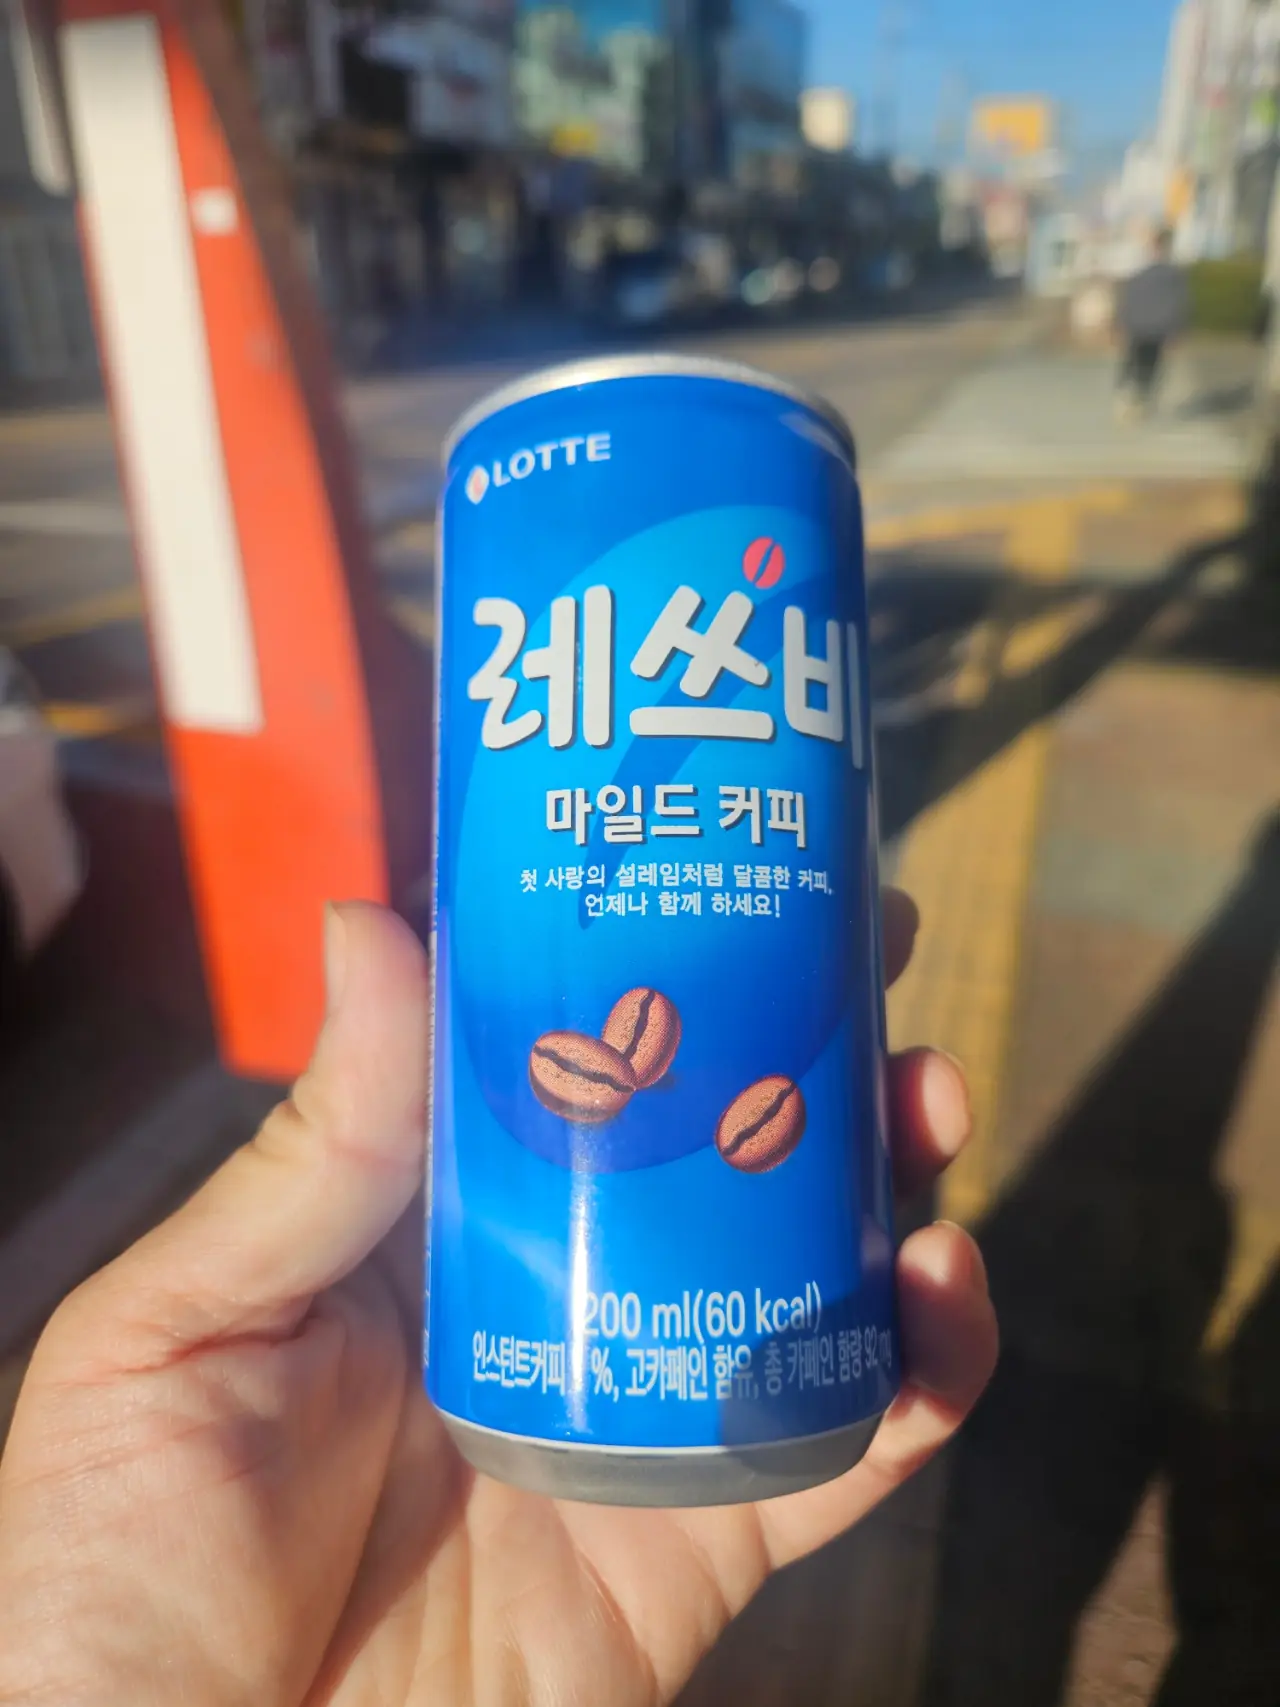 LOTTE
레쓰비
마일드 커피
첫 사랑의 설레임처럼 달콤한 커피,
언제나 함께 하세요!
200 ml(60 kcal)
인스턴트커피 %, 고카페인 함유, 총 카페인 함량 92 mg